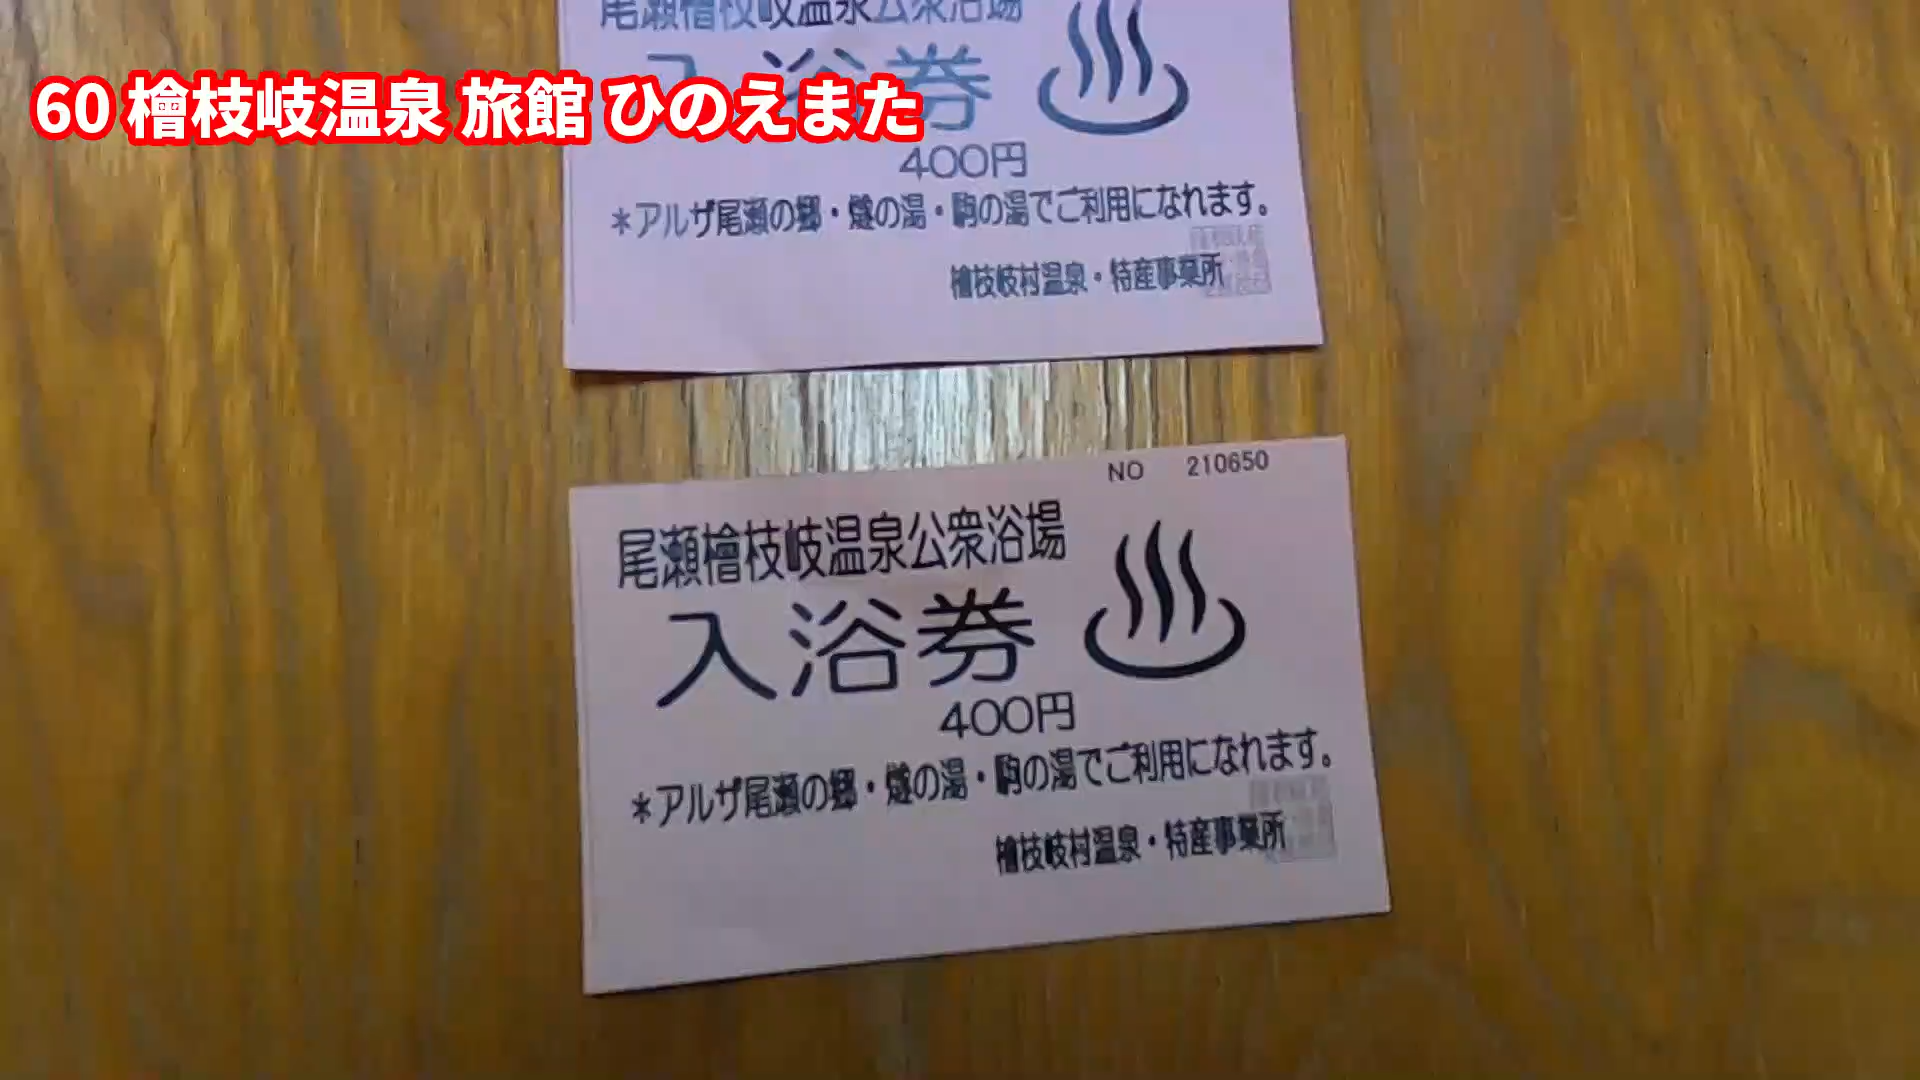 60 檜枝岐温泉 旅館 ひのえまた
尾瀬檜枝岐温泉公衆浴場
入浴券
400円
*アルザ尾瀬の郷・燧の湯・駒の湯でご利用になれます。
檜枝岐村温泉・特産事業所
NO 210650
尾瀬檜枝岐温泉公衆浴場
入浴券
400円
*アルザ尾瀬の郷・燧の湯・駒の湯でご利用になれます。
檜枝岐村温泉・特産事業所